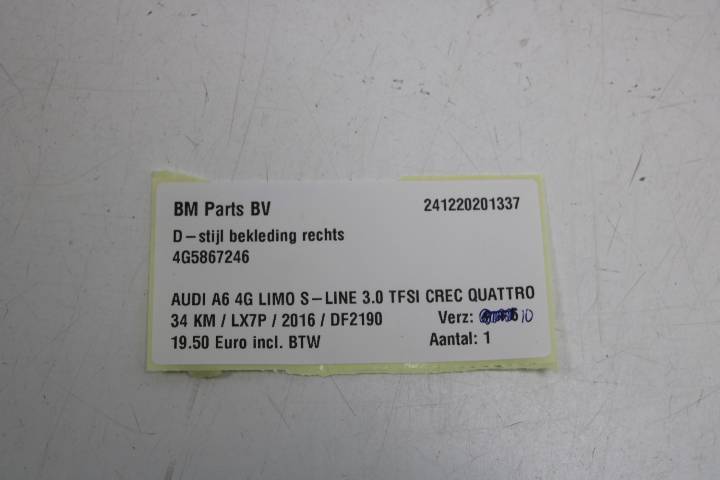 BM Parts BV 241220201337
D-stijl bekleding rechts
4G5867246
AUDI A6 4G LIMO S-LINE 3.0 TFSI CREC QUATTRO
34 KM / LX7P / 2016 / DF2190 Verz: 10
19.50 Euro incl. BTW Aantal: 1